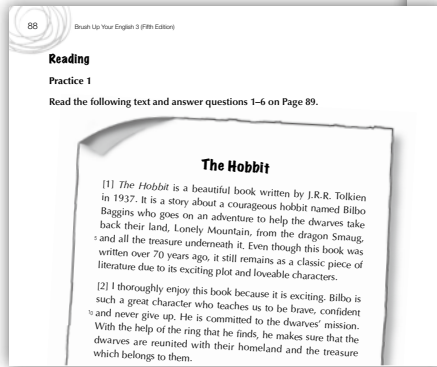 88
Brush Up Your English 3 (Fifth Edition)
Reading
Practice 1
Read the following text and answer questions 1–6 on Page 89.
The Hobbit
[1] The Hobbit is a beautiful book written by J.R.R. Tolkien
in 1937. It is a story about a courageous hobbit named Bilbo
Baggins who goes on an adventure to help the dwarves take
back their land, Lonely Mountain, from the dragon Smaug,
5 and all the treasure underneath it. Even though this book was
written over 70 years ago, it still remains as a classic piece of
literature due to its exciting plot and loveable characters.
[2] I thoroughly enjoy this book because it is exciting. Bilbo is
such a great character who teaches us to be brave, confident
10 and never give up. He is committed to the dwarves' mission.
With the help of the ring that he finds, he makes sure that the
dwarves are reunited with their homeland and the treasure
which belongs to them.